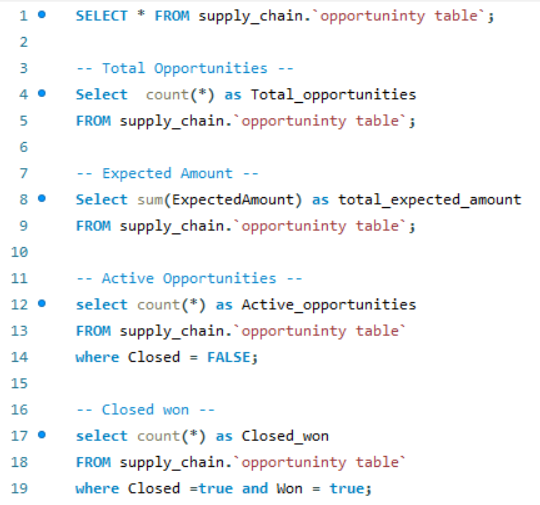 1 SELECT * FROM supply_chain.`opportuninty table`;
2
3 -- Total Opportunities --
4 Select  count(*) as Total_opportunities
5 FROM supply_chain.`opportuninty table`;
6
7 -- Expected Amount --
8 Select sum(ExpectedAmount) as total_expected_amount
9 FROM supply_chain.`opportuninty table`;
10
11 -- Active Opportunities --
12 select count(*) as Active_opportunities
13 FROM supply_chain.`opportuninty table`
14 where Closed = FALSE;
15
16 -- Closed won --
17 select count(*) as Closed_won
18 FROM supply_chain.`opportuninty table`
19 where Closed =true and Won = true;